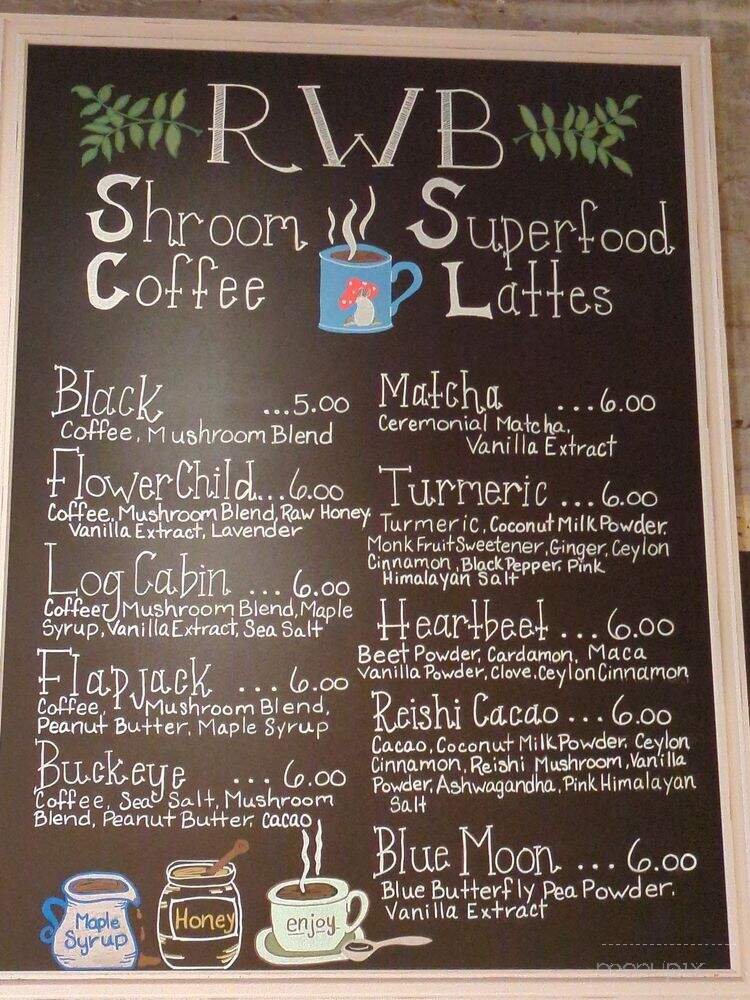 RWB
Shroom
Coffee
Superfood
Lattes
Black ...5.00
Coffee, Mushroom Blend
FlowerChild...6.00
Coffee, Mushroom Blend, Raw Honey
Vanilla Extract, Lavender
Log Cabin ... 6.00
Coffee, Mushroom Blend, Maple
Syrup, Vanilla Extract, Sea Salt
Flapjack ... 6.00
Coffee, Mushroom Blend,
Peanut Butter, Maple Syrup
Buckeye ... 6.00
Coffee, Sea Salt, Mushroom
Blend, Peanut Butter, cacao
Matcha ...6.00
Ceremonial Matcha,
Vanilla Extract
Turmeric ... 6.00
Turmeric, Coconut Milk Powder,
Monk Fruit Sweetener, Ginger, Ceylon
Cinnamon, Black Pepper, Pink
Himalayan Salt
Heartbeet ... 6.00
Beet Powder, Cardamon, Maca
Vanilla Powder, Clove, Ceylon Cinnamon
Reishi Cacao ... 6.00
Cacao, Coconut Milk Powder, Ceylon
Cinnamon, Reishi Mushroom, Vanilla
Powder, Ashwagandha, Pink Himalayan
Salt
Blue Moon ... 6.00
Blue Butterfly Pea Powder,
Vanilla Extract
Maple
Syrup
Honey
enjoy
menupix